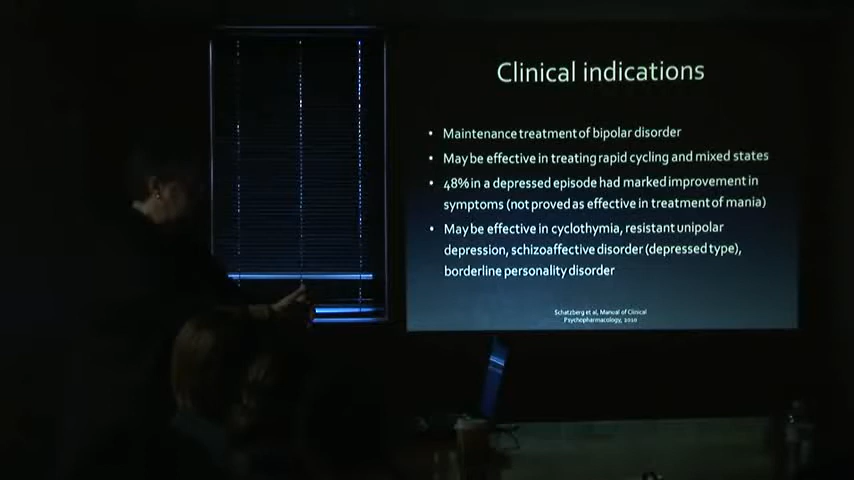 Clinical indications
• Maintenance treatment of bipolar disorder
• May be effective in treating rapid cycling and mixed states
• 48% in a depressed episode had marked improvement in
symptoms (not proved as effective in treatment of mania)
• May be effective in cyclothymia, resistant unipolar
depression, schizoaffective disorder (depressed type),
borderline personality disorder
Schatzberg et al, Manual of Clinical
Psychopharmacology, 2010